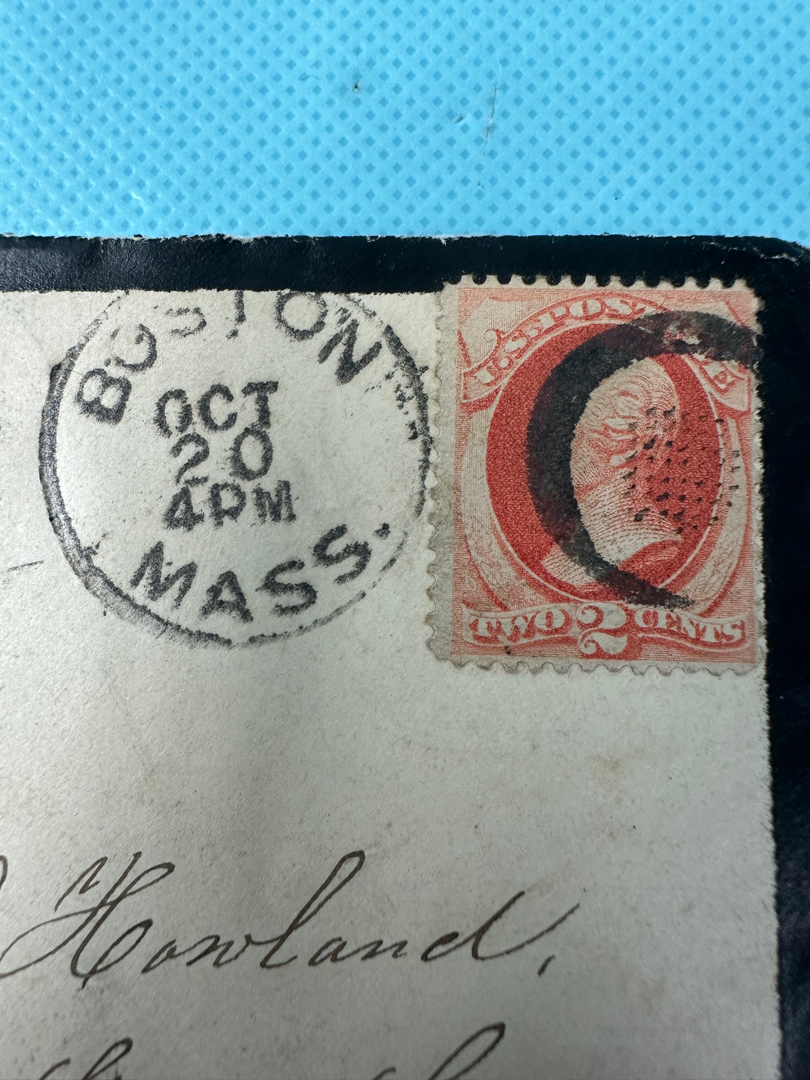 BOSTON
OCT
20
4PM
MASS.
U.S. POSTAGE
TWO 2 CENTS
Howland,